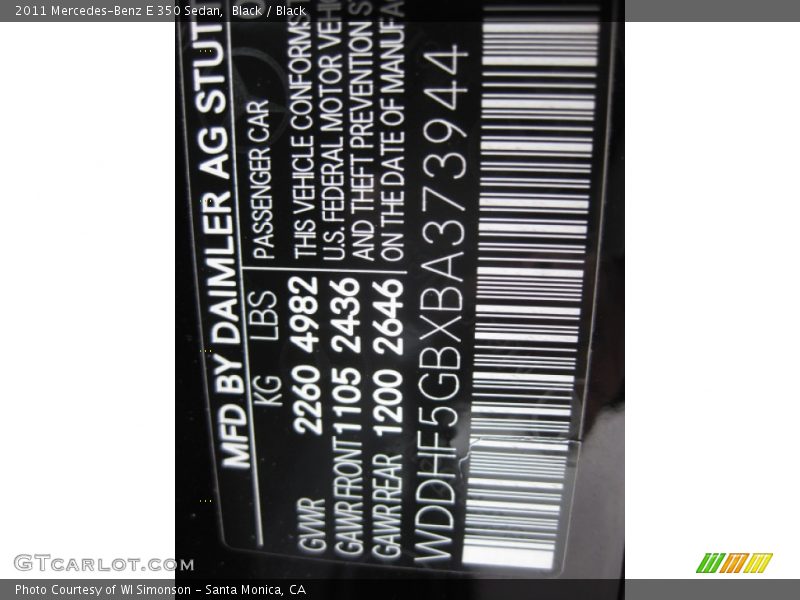 2011 Mercedes-Benz E 350 Sedan, Black / Black
MFD BY DAIMLER AG STUT
KG LBS PASSENGER CAR
GVWR 2260 4982 THIS VEHICLE CONFORMS
GAWR FRONT 1105 2436 U.S. FEDERAL MOTOR VEHI
GAWR REAR 1200 2646 AND THEFT PREVENTION S
ON THE DATE OF MANUFA
WDDHF5GBXBA373944
GTCARLOT.COM
Photo Courtesy of WI Simonson - Santa Monica, CA